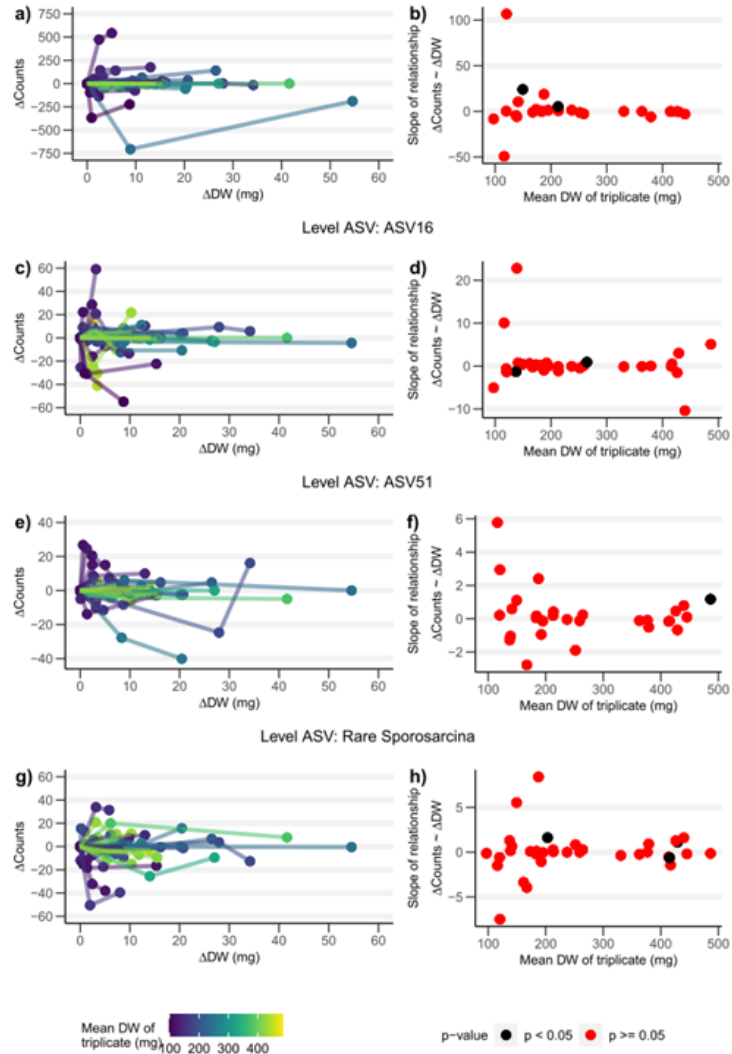 a) b)
750
500
250
0
−250
−500
−750
ΔCounts
0 10 20 30 40 50 60
ΔDW (mg)
100
50
0
−50
Slope of relationship
ΔCounts ~ ΔDW
100 200 300 400 500
Mean DW of triplicate (mg)
Level ASV: ASV16
c) d)
60
40
20
0
−20
−40
−60
ΔCounts
0 10 20 30 40 50 60
ΔDW (mg)
20
10
0
−10
Slope of relationship
ΔCounts ~ ΔDW
100 200 300 400 500
Mean DW of triplicate (mg)
Level ASV: ASV51
e) f)
40
20
0
−20
−40
ΔCounts
0 10 20 30 40 50 60
ΔDW (mg)
6
4
2
0
−2
Slope of relationship
ΔCounts ~ ΔDW
100 200 300 400 500
Mean DW of triplicate (mg)
Level ASV: Rare Sporosarcina
g) h)
60
40
20
0
−20
−40
−60
ΔCounts
0 10 20 30 40 50 60
ΔDW (mg)
5
0
−5
Slope of relationship
ΔCounts ~ ΔDW
100 200 300 400 500
Mean DW of triplicate (mg)
Mean DW of
triplicate (mg)
100 200 300 400
p−value p < 0.05 p >= 0.05